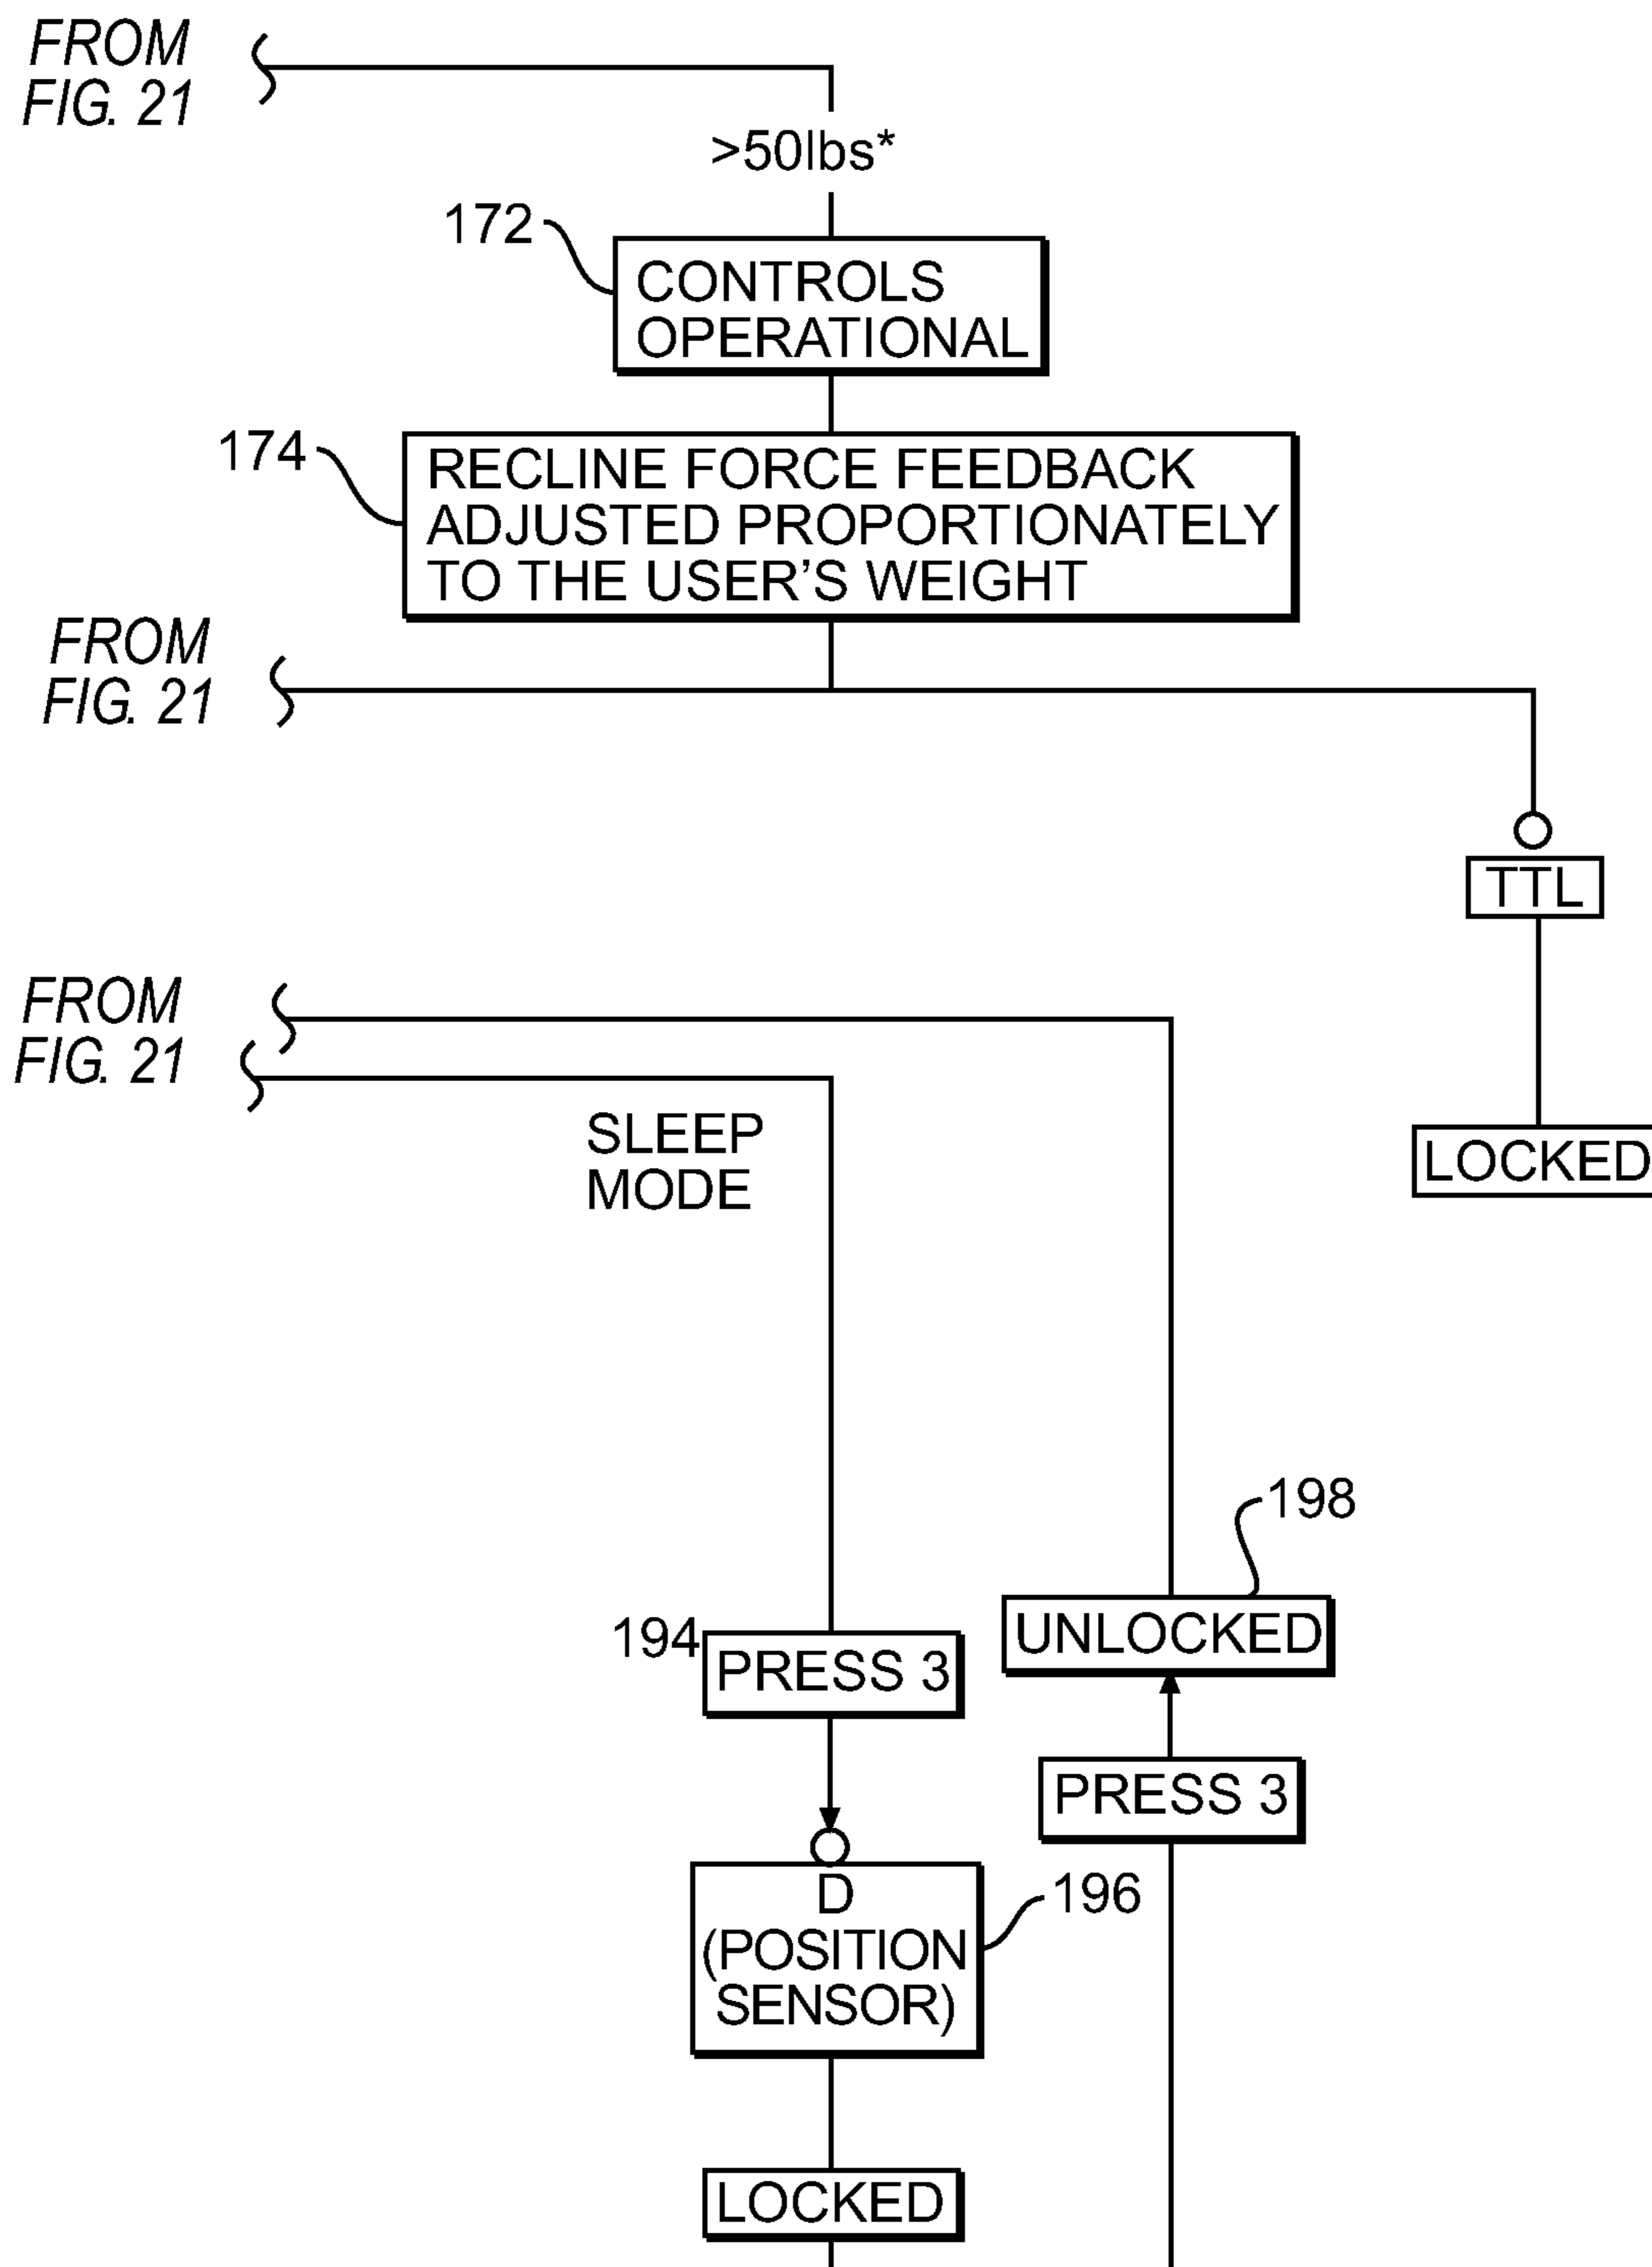 FROM
FIG. 21
>50lbs*
172
CONTROLS
OPERATIONAL
174
RECLINE FORCE FEEDBACK
ADJUSTED PROPORTIONATELY
TO THE USER'S WEIGHT
FROM
FIG. 21
TTL
FROM
FIG. 21
SLEEP
MODE
LOCKED
198
194
PRESS 3
UNLOCKED
PRESS 3
D
(POSITION
SENSOR)
196
LOCKED